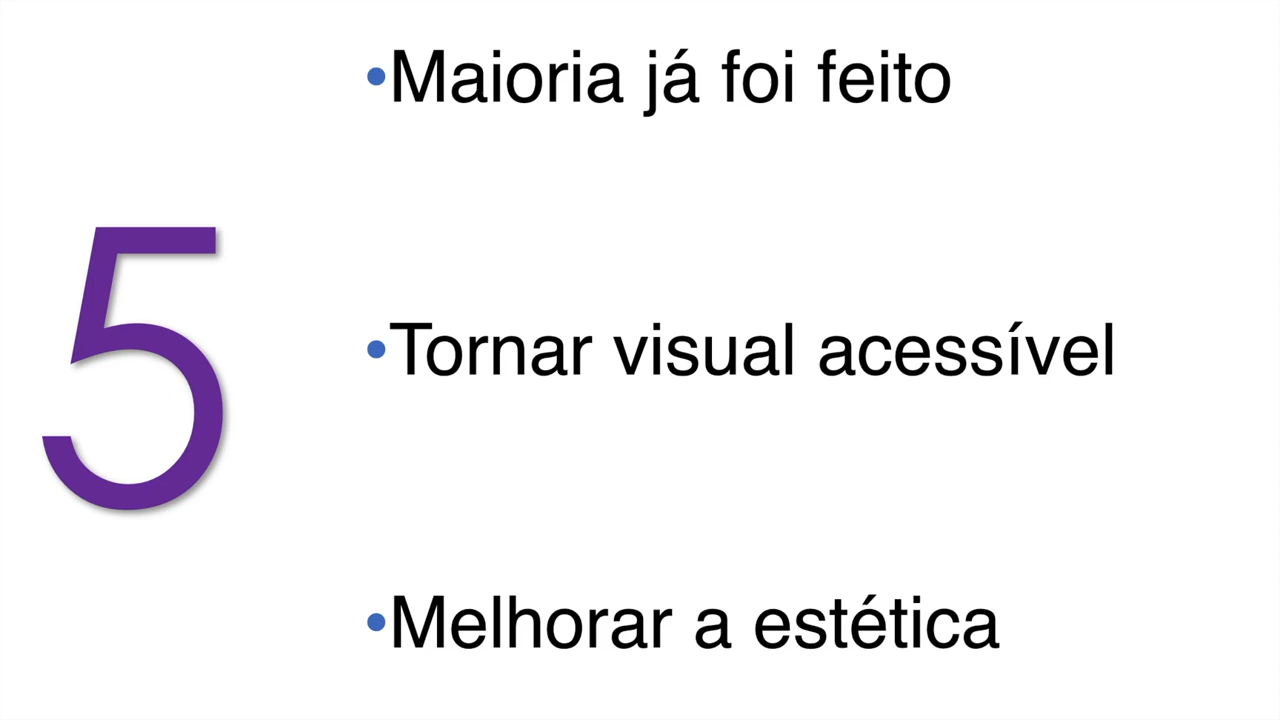 5
•Maioria já foi feito
•Tornar visual acessível
•Melhorar a estética